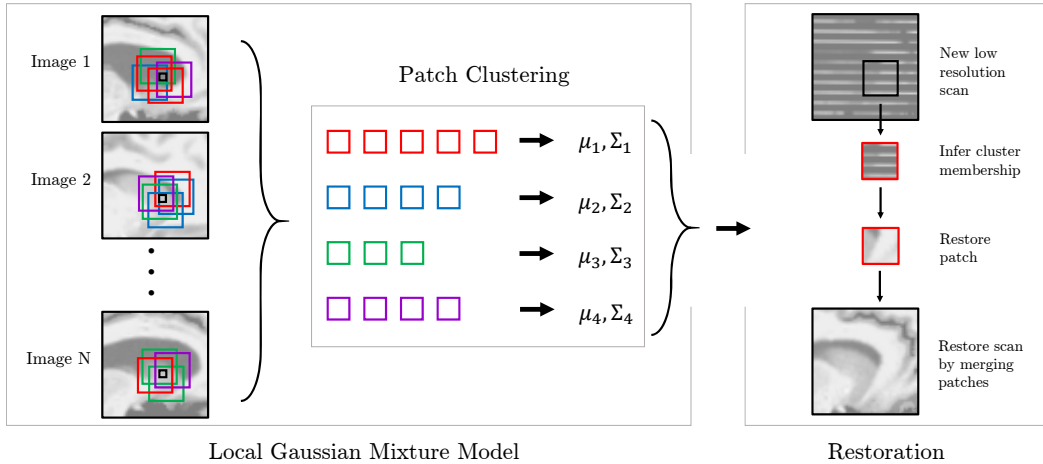 Image 1
Image 2
Image N
Patch Clustering
μ₁, Σ₁
μ₂, Σ₂
μ₃, Σ₃
μ₄, Σ₄
New low
resolution
scan
Infer cluster
membership
Restore
patch
Restore scan
by merging
patches
Local Gaussian Mixture Model
Restoration